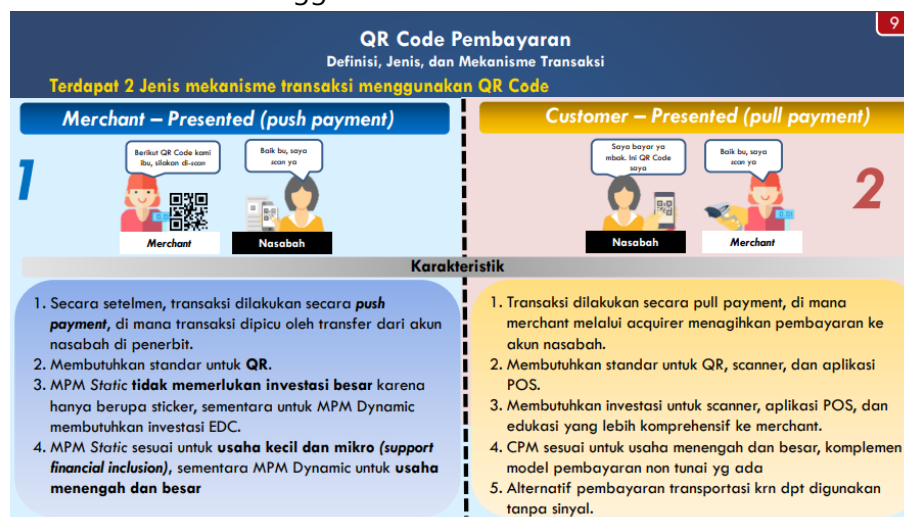 9
QR Code Pembayaran
Definisi, Jenis, dan Mekanisme Transaksi
Terdapat 2 Jenis mekanisme transaksi menggunakan QR Code
Merchant – Presented (push payment)
1
Berikut QR Code kami
ibu, silakan di-scan
Baik bu, saya
scan ya
Merchant
Nasabah
Customer – Presented (pull payment)
Saya bayar ya
mbak. Ini QR Code
saya
Baik bu, saya
scan ya
2
Nasabah
Merchant
Karakteristik
1. Secara setelmen, transaksi dilakukan secara push
payment, di mana transaksi dipicu oleh transfer dari akun
nasabah di penerbit.
2. Membutuhkan standar untuk QR.
3. MPM Static tidak memerlukan investasi besar karena
hanya berupa sticker, sementara untuk MPM Dynamic
membutuhkan investasi EDC.
4. MPM Static sesuai untuk usaha kecil dan mikro (support
financial inclusion), sementara MPM Dynamic untuk usaha
menengah dan besar
1. Transaksi dilakukan secara pull payment, di mana
merchant melalui acquirer menagihkan pembayaran ke
akun nasabah.
2. Membutuhkan standar untuk QR, scanner, dan aplikasi
POS.
3. Membutuhkan investasi untuk scanner, aplikasi POS, dan
edukasi yang lebih komprehensif ke merchant.
4. CPM sesuai untuk usaha menengah dan besar, komplemen
model pembayaran non tunai yg ada
5. Alternatif pembayaran transportasi krn dpt digunakan
tanpa sinyal.